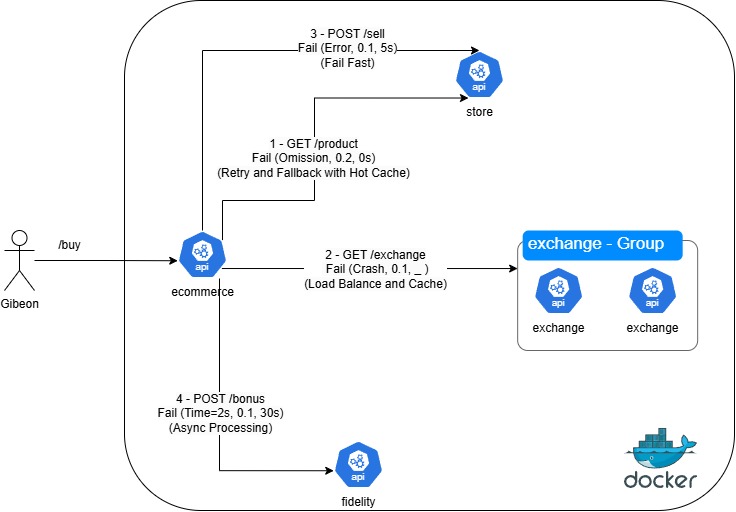 3 - POST /sell
Fail (Error, 0.1, 5s)
(Fail Fast)
api
store
1 - GET /product
Fail (Omission, 0.2, 0s)
(Retry and Fallback with Hot Cache)
/buy
Gibeon
api
ecommerce
2 - GET /exchange
Fail (Crash, 0.1, _ )
(Load Balance and Cache)
exchange - Group
api
exchange
api
exchange
4 - POST /bonus
Fail (Time=2s, 0.1, 30s)
(Async Processing)
api
fidelity
docker